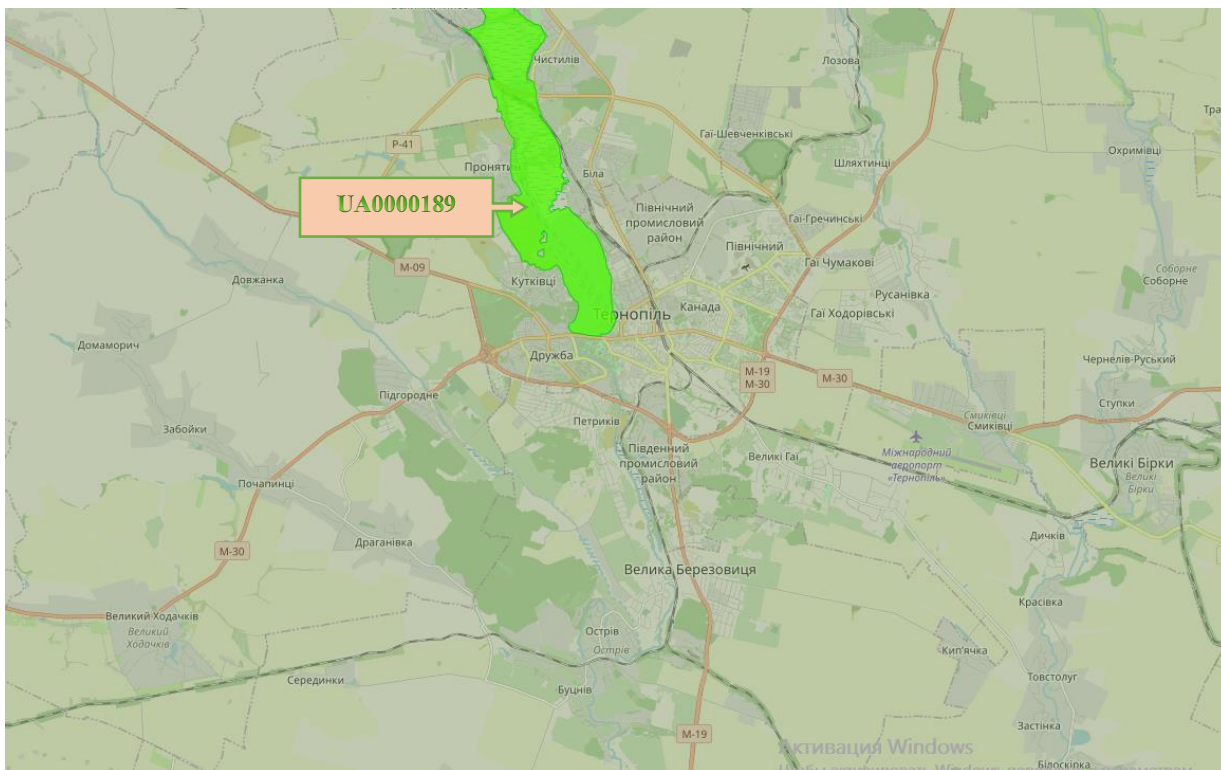 Чистилів
Лозова
Р-41
Гаї-Шевченківські
Охримівці
Шляхтинці
Біла
UA0000189
Північний
промисловий
район
Гаї-Гречинські
Північний
М-09
Гаї Чумакові
Соборне
Соборне
Довжанка
Кутківці
Русанівка
Канада
Тернопіль
Гаї Ходорівські
Домаморич
Дружба
Чернелів-Руський
М-19
М-30
М-30
Підгородне
Ступки
Смиківці
Смиківці
Забойки
Петриків
Південний
промисловий
район
Великі Гаї
Міжнародний
аеропорт
«Тернопіль»
Великі Бірки
Великі
Бірки
Почапинці
Дичків
Драганівка
М-30
Велика Березовиця
Красівка
Великий Ходачків
Великий
Ходачків
Острів
Острів
Кип'ячка
Серединки
Товстолуг
Буцнів
Застінка
М-19
Активация Windows
Білоскірка